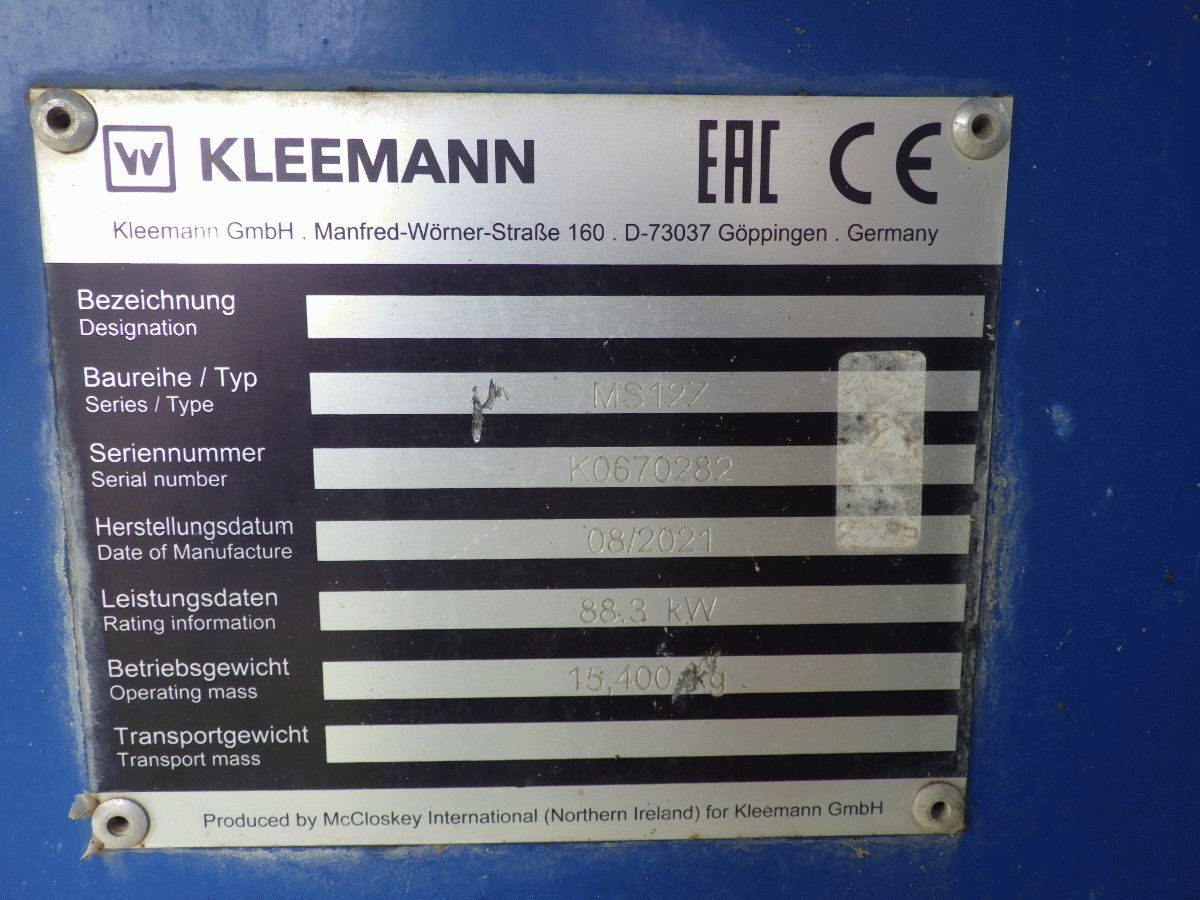 W KLEEMANN EAC CE
Kleemann GmbH . Manfred-Wörner-Straße 160 . D-73037 Göppingen . Germany
Bezeichnung
Designation
Baureihe / Typ
Series / Type
MS12Z
Seriennummer
Serial number
K0670282
Herstellungsdatum
Date of Manufacture
08/2021
Leistungsdaten
Rating information
88.3 kW
Betriebsgewicht
Operating mass
15,400 kg
Transportgewicht
Transport mass
Produced by McCloskey International (Northern Ireland) for Kleemann GmbH